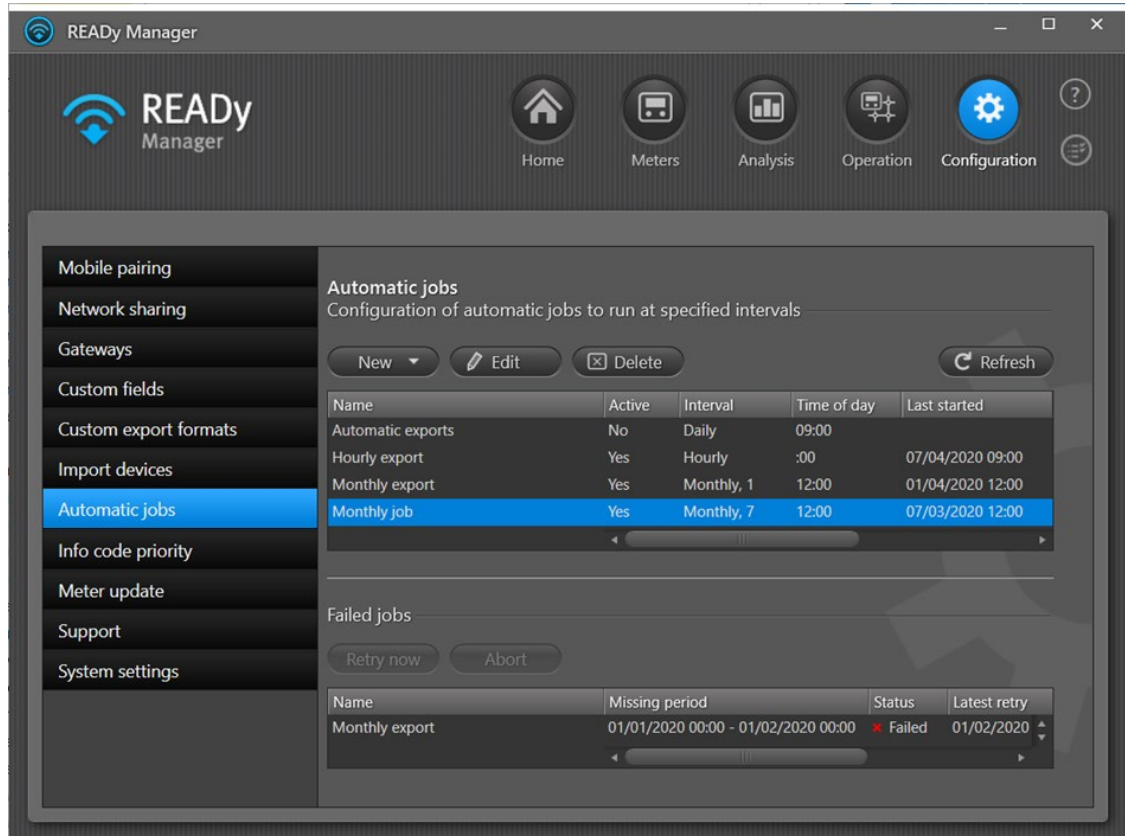 READy Manager
READy
Manager
Home Meters Analysis Operation Configuration
?
Mobile pairing
Network sharing
Gateways
Custom fields
Custom export formats
Import devices
Automatic jobs
Info code priority
Meter update
Support
System settings
Automatic jobs
Configuration of automatic jobs to run at specified intervals
New Edit Delete Refresh
Name Active Interval Time of day Last started
Automatic exports No Daily 09:00
Hourly export Yes Hourly :00 07/04/2020 09:00
Monthly export Yes Monthly, 1 12:00 01/04/2020 12:00
Monthly job Yes Monthly, 7 12:00 07/03/2020 12:00
Failed jobs
Retry now Abort
Name Missing period Status Latest retry
Monthly export 01/01/2020 00:00 - 01/02/2020 00:00 Failed 01/02/2020